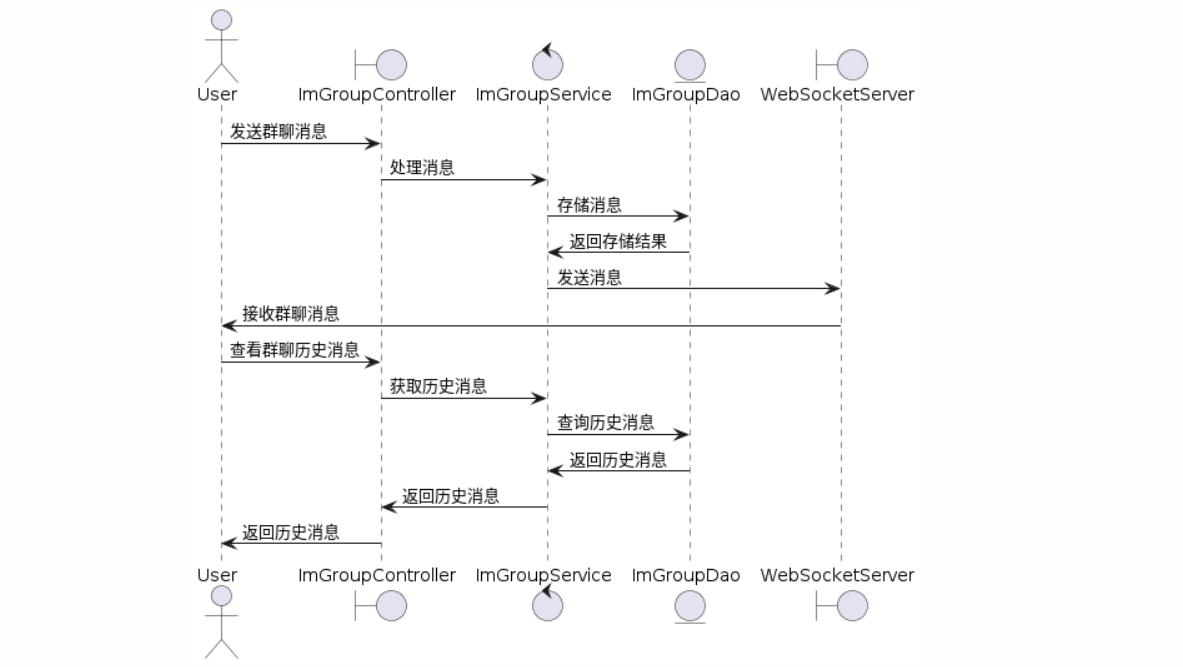 User
ImGroupController
ImGroupService
ImGroupDao
WebSocketServer
发送群聊消息
处理消息
存储消息
返回存储结果
发送消息
接收群聊消息
查看群聊历史消息
获取历史消息
查询历史消息
返回历史消息
返回历史消息
返回历史消息
User
ImGroupController
ImGroupService
ImGroupDao
WebSocketServer